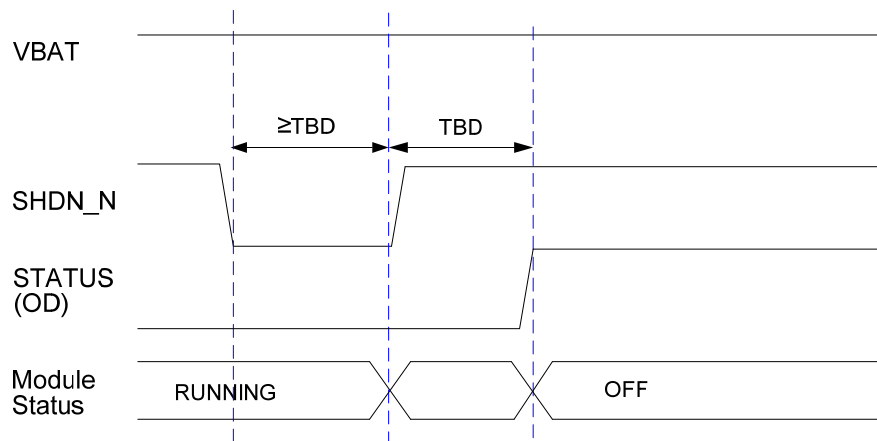 VBAT
≥TBD
TBD
SHDN_N
STATUS
(OD)
Module
Status
RUNNING
OFF